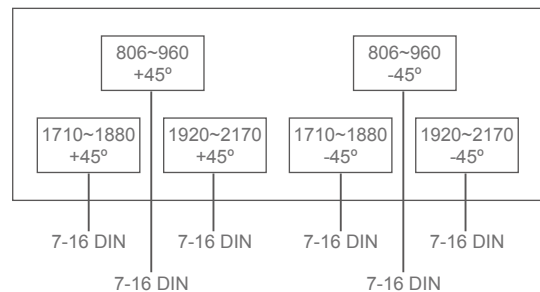 806~960
+45º
806~960
-45º
1710~1880
+45º
1920~2170
+45º
1710~1880
-45º
1920~2170
-45º
7-16 DIN
7-16 DIN
7-16 DIN
7-16 DIN
7-16 DIN
7-16 DIN